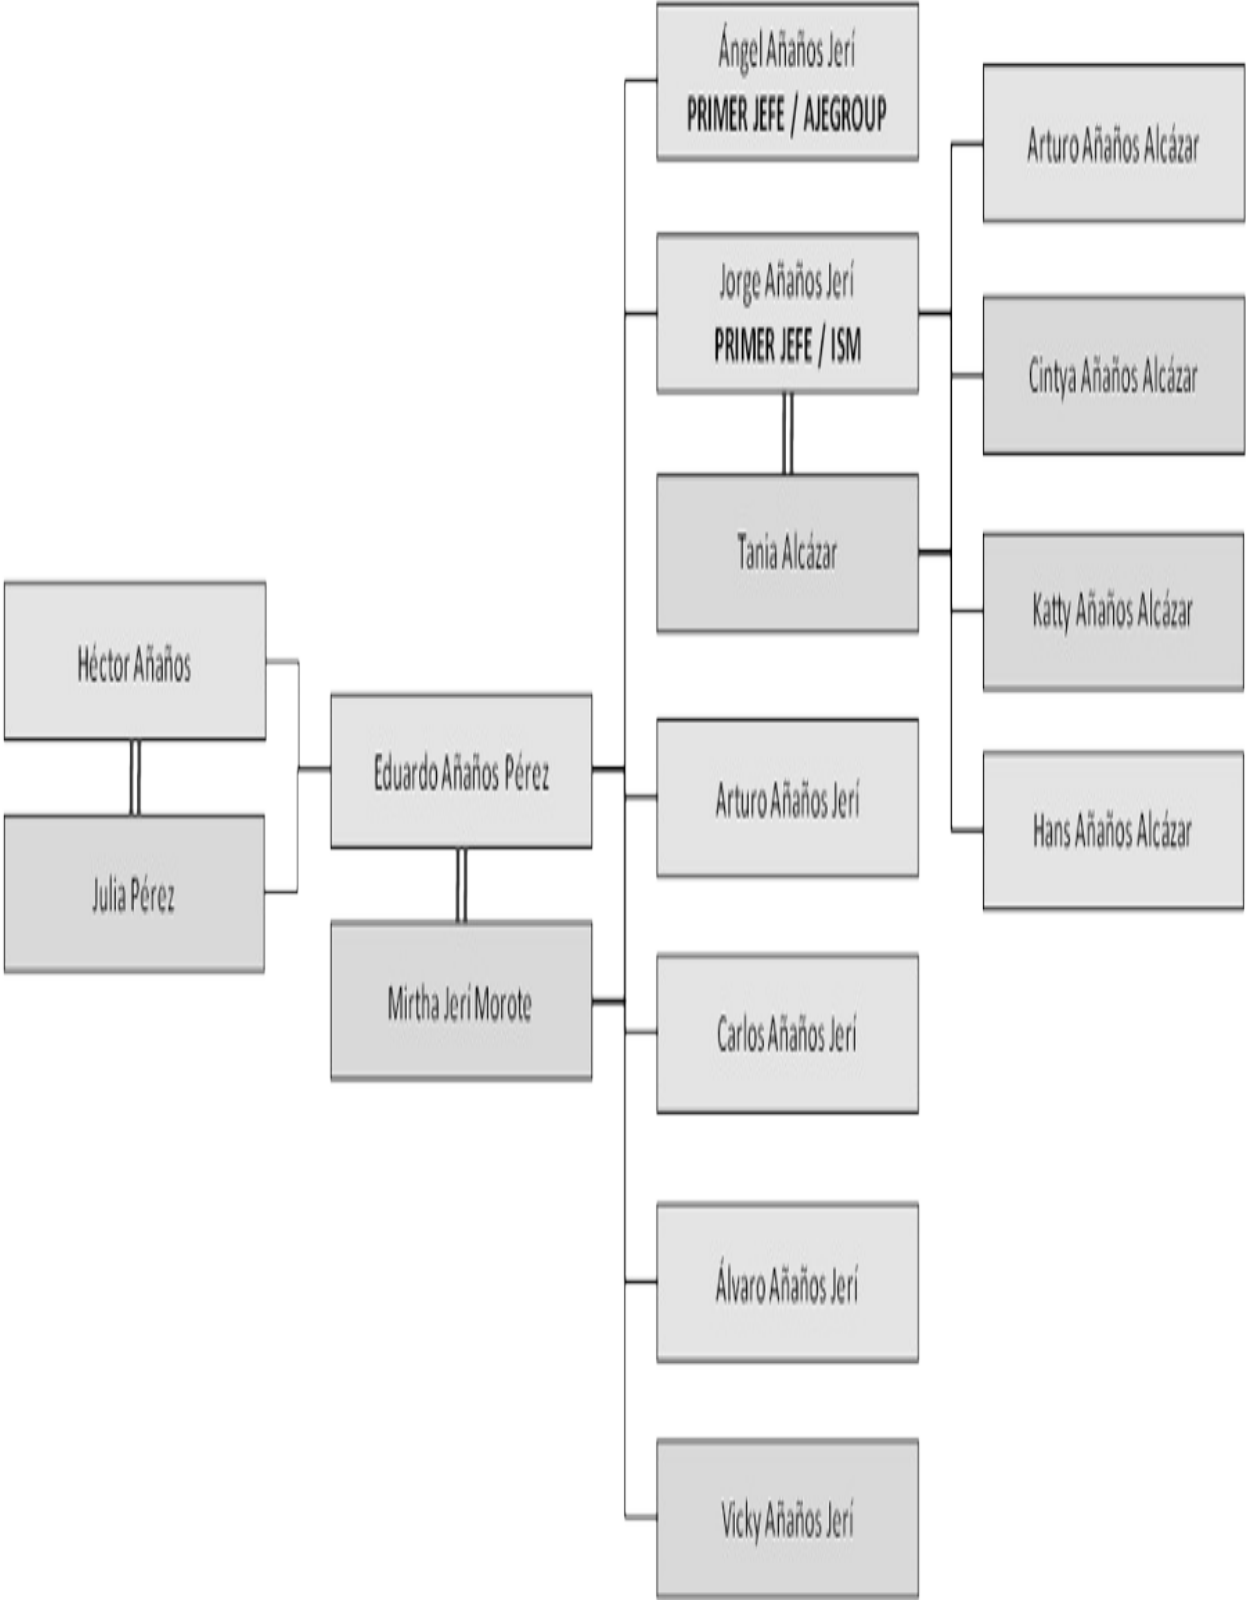 Héctor Añaños
Julia Pérez
Eduardo Añaños Pérez
Mirtha Jerí Morote
Ángel Añaños Jerí
PRIMER JEFE / AJEGROUP
Jorge Añaños Jerí
PRIMER JEFE / ISM
Tania Alcázar
Arturo Añaños Jerí
Carlos Añaños Jerí
Álvaro Añaños Jerí
Vicky Añaños Jerí
Arturo Añaños Alcázar
Cintya Añaños Alcázar
Katty Añaños Alcázar
Hans Añaños Alcázar